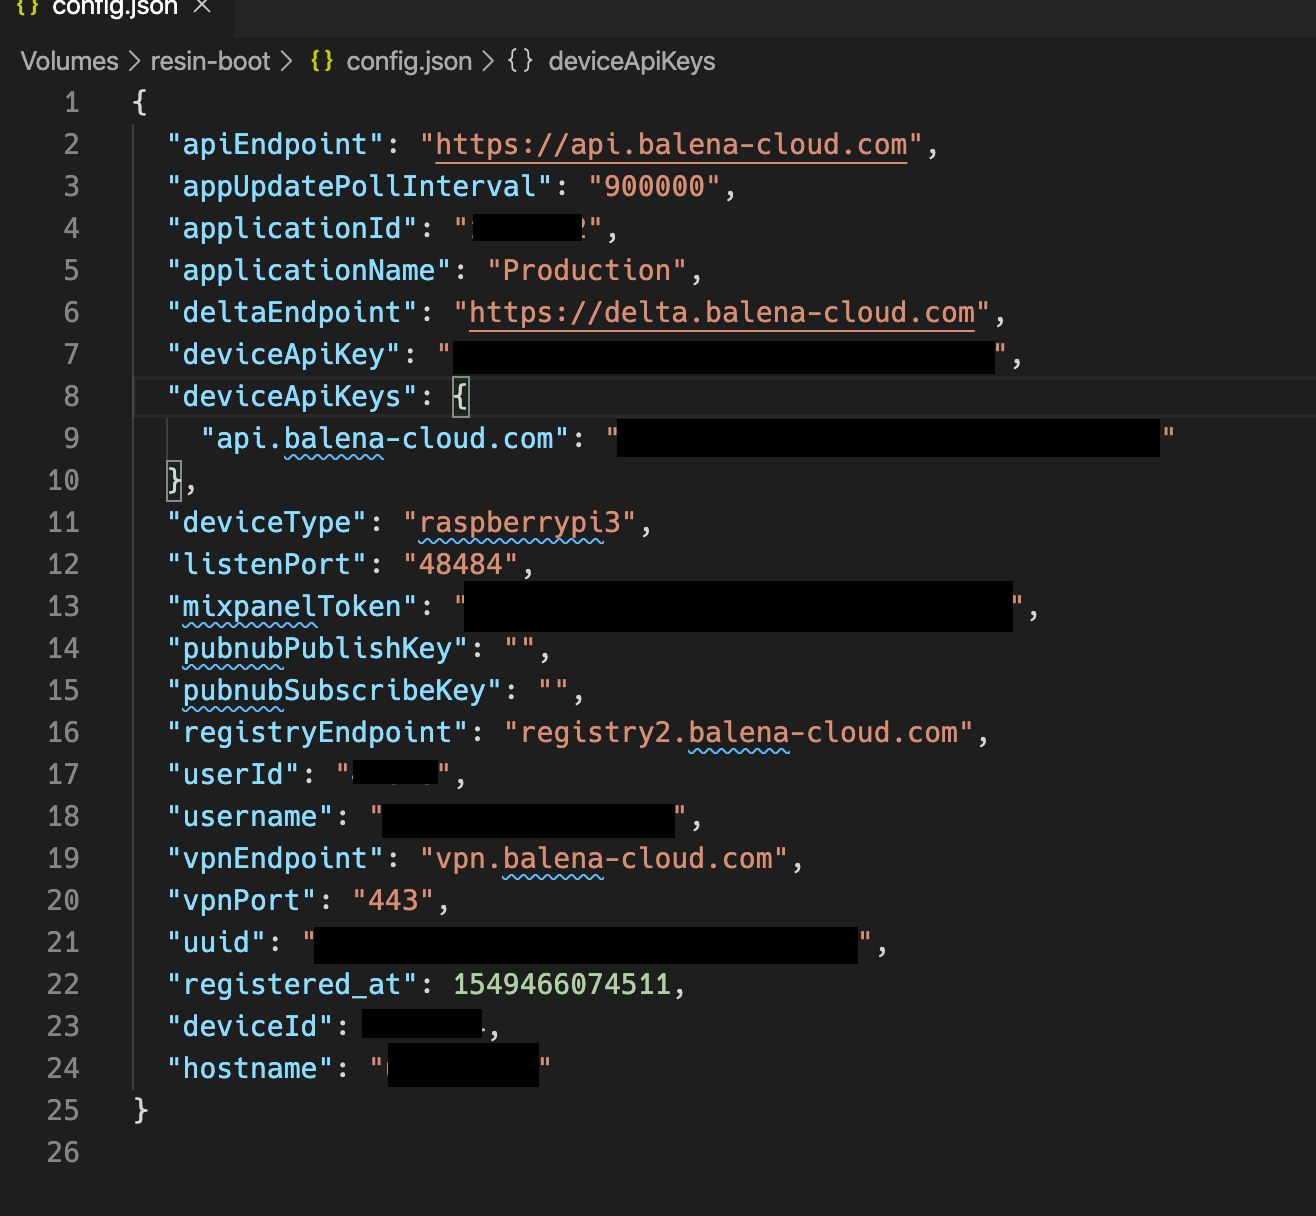 {} config.json ×
Volumes > resin-boot > {} config.json > {} deviceApiKeys
1 {
2 "apiEndpoint": "https://api.balena-cloud.com",
3 "appUpdatePollInterval": "900000",
4 "applicationId": "",
5 "applicationName": "Production",
6 "deltaEndpoint": "https://delta.balena-cloud.com",
7 "deviceApiKey": "",
8 "deviceApiKeys": {
9 "api.balena-cloud.com": ""
10 },
11 "deviceType": "raspberrypi3",
12 "listenPort": "48484",
13 "mixpanelToken": "",
14 "pubnubPublishKey": "",
15 "pubnubSubscribeKey": "",
16 "registryEndpoint": "registry2.balena-cloud.com",
17 "userId": "",
18 "username": "",
19 "vpnEndpoint": "vpn.balena-cloud.com",
20 "vpnPort": "443",
21 "uuid": "",
22 "registered_at": 1549466074511,
23 "deviceId": ,
24 "hostname": ""
25 }
26